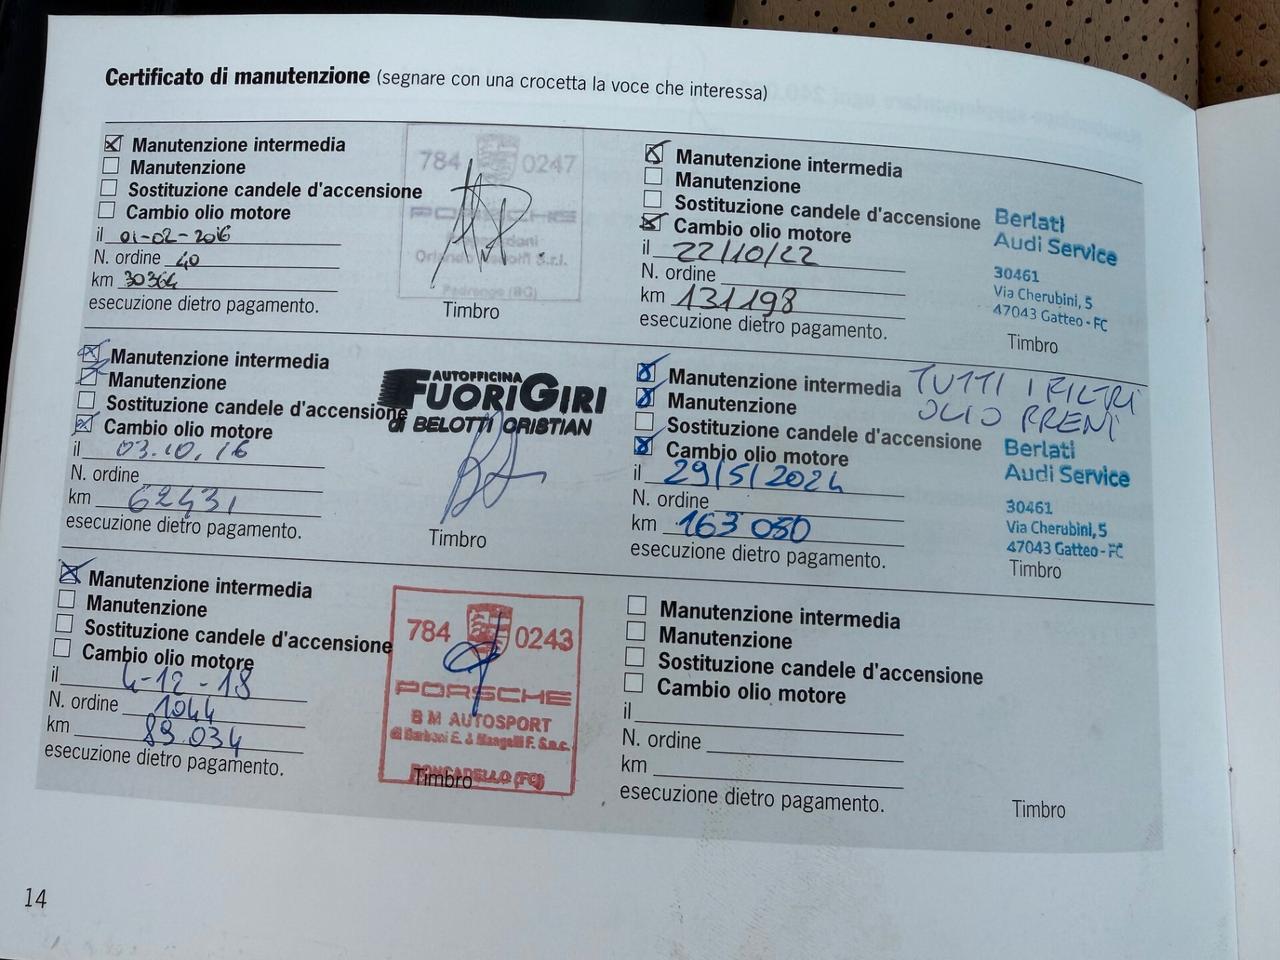 Certificato di manutenzione (segnare con una crocetta la voce che interessa)
Manutenzione intermedia
Manutenzione
Sostituzione candele d'accensione
Cambio olio motore
il 01-02-2016
N. ordine 40
km 30364
esecuzione dietro pagamento.
784 0247
PORSCHE
Pedrengo (BG)
Timbro
Manutenzione intermedia
Manutenzione
Sostituzione candele d'accensione
Cambio olio motore
il 03.10.16
N. ordine
km 62431
esecuzione dietro pagamento.
AUTOFFICINA
FUORIGIRI
di BELOTTI CRISTIAN
Timbro
Manutenzione intermedia
Manutenzione
Sostituzione candele d'accensione
Cambio olio motore
il 4-12-18
N. ordine 1044
km 89.034
esecuzione dietro pagamento.
784 0243
PORSCHE
B M AUTOSPORT
RONCADELLO (FO)
Timbro
Manutenzione intermedia
Manutenzione
Sostituzione candele d'accensione
Cambio olio motore
il 22/10/22
N. ordine
km 131198
esecuzione dietro pagamento.
Berlati
Audi Service
30461
Via Cherubini, 5
47043 Gatteo - FC
Timbro
Manutenzione intermedia
Manutenzione
Sostituzione candele d'accensione
Cambio olio motore
il 29/5/2024
N. ordine
km 163 050
esecuzione dietro pagamento.
TUTTI I FILTRI
OLIO FRENI
Berlati
Audi Service
30461
Via Cherubini, 5
47043 Gatteo - FC
Timbro
Manutenzione intermedia
Manutenzione
Sostituzione candele d'accensione
Cambio olio motore
il
N. ordine
km
esecuzione dietro pagamento.
Timbro
14